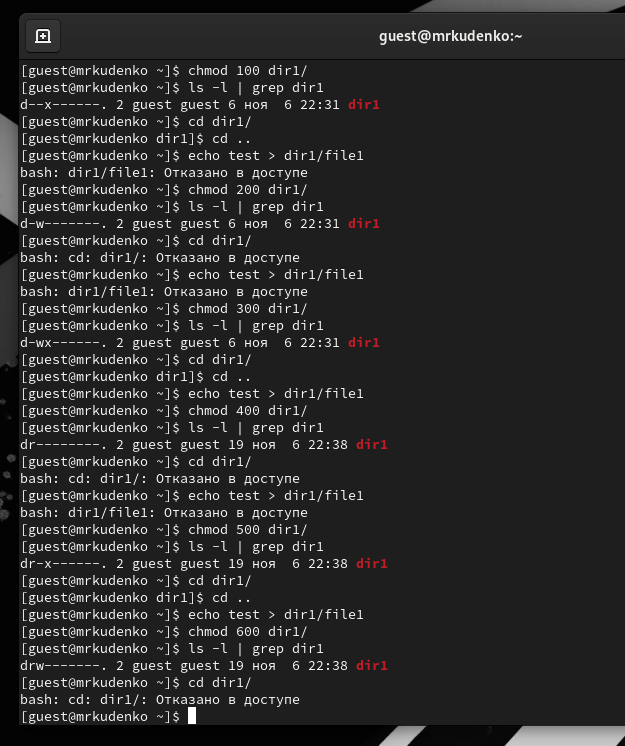 guest@mrkudenko:~
[guest@mrkudenko ~]$ chmod 100 dir1/
[guest@mrkudenko ~]$ ls -l | grep dir1
d--x------. 2 guest guest 6 ноя  6 22:31 dir1
[guest@mrkudenko ~]$ cd dir1/
[guest@mrkudenko dir1]$ cd ..
[guest@mrkudenko ~]$ echo test > dir1/file1
bash: dir1/file1: Отказано в доступе
[guest@mrkudenko ~]$ chmod 200 dir1/
[guest@mrkudenko ~]$ ls -l | grep dir1
d-w-------. 2 guest guest 6 ноя  6 22:31 dir1
[guest@mrkudenko ~]$ cd dir1/
bash: cd: dir1/: Отказано в доступе
[guest@mrkudenko ~]$ echo test > dir1/file1
bash: dir1/file1: Отказано в доступе
[guest@mrkudenko ~]$ chmod 300 dir1/
[guest@mrkudenko ~]$ ls -l | grep dir1
d-wx------. 2 guest guest 6 ноя  6 22:31 dir1
[guest@mrkudenko ~]$ cd dir1/
[guest@mrkudenko dir1]$ cd ..
[guest@mrkudenko ~]$ echo test > dir1/file1
[guest@mrkudenko ~]$ chmod 400 dir1/
[guest@mrkudenko ~]$ ls -l | grep dir1
dr--------. 2 guest guest 19 ноя  6 22:38 dir1
[guest@mrkudenko ~]$ cd dir1/
bash: cd: dir1/: Отказано в доступе
[guest@mrkudenko ~]$ echo test > dir1/file1
bash: dir1/file1: Отказано в доступе
[guest@mrkudenko ~]$ chmod 500 dir1/
[guest@mrkudenko ~]$ ls -l | grep dir1
dr-x------. 2 guest guest 19 ноя  6 22:38 dir1
[guest@mrkudenko ~]$ cd dir1/
[guest@mrkudenko dir1]$ cd ..
[guest@mrkudenko ~]$ echo test > dir1/file1
[guest@mrkudenko ~]$ chmod 600 dir1/
[guest@mrkudenko ~]$ ls -l | grep dir1
drw-------. 2 guest guest 19 ноя  6 22:38 dir1
[guest@mrkudenko ~]$ cd dir1/
bash: cd: dir1/: Отказано в доступе
[guest@mrkudenko ~]$